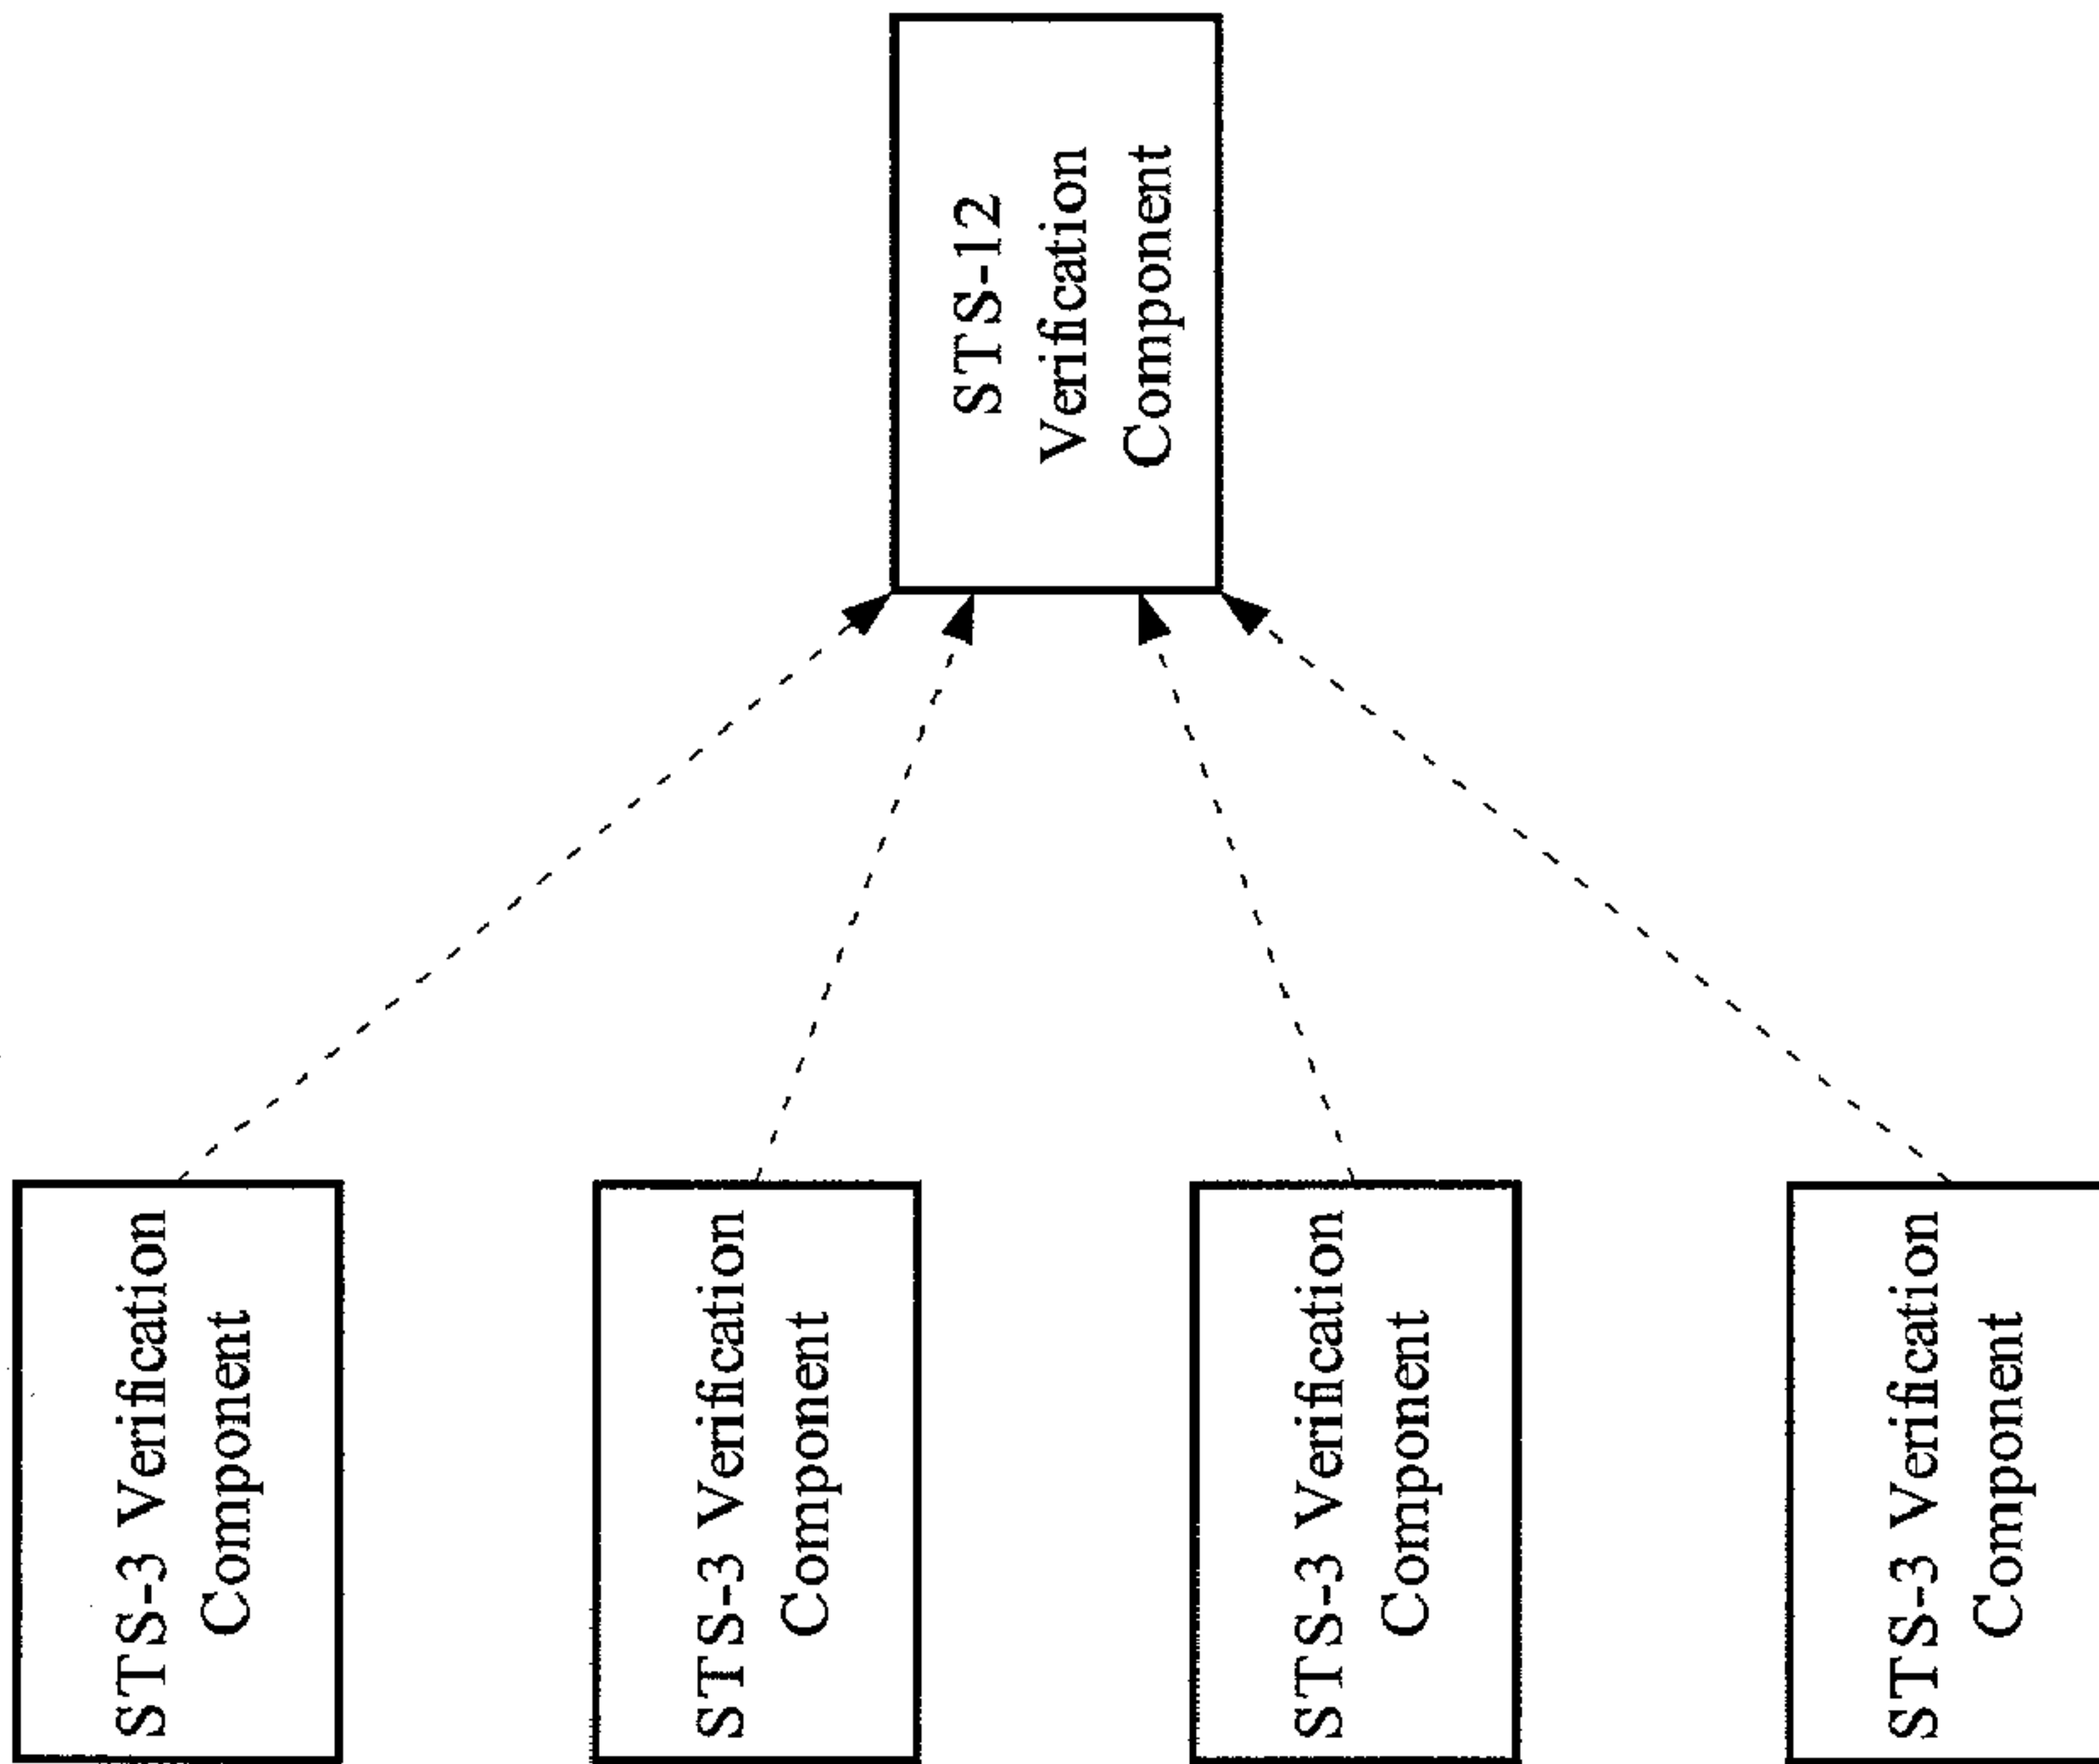 STS-3 Verification
Component
STS-3 Verification
Component
STS-3 Verification
Component
STS-3 Verification
Component
STS-12
Verification
Component